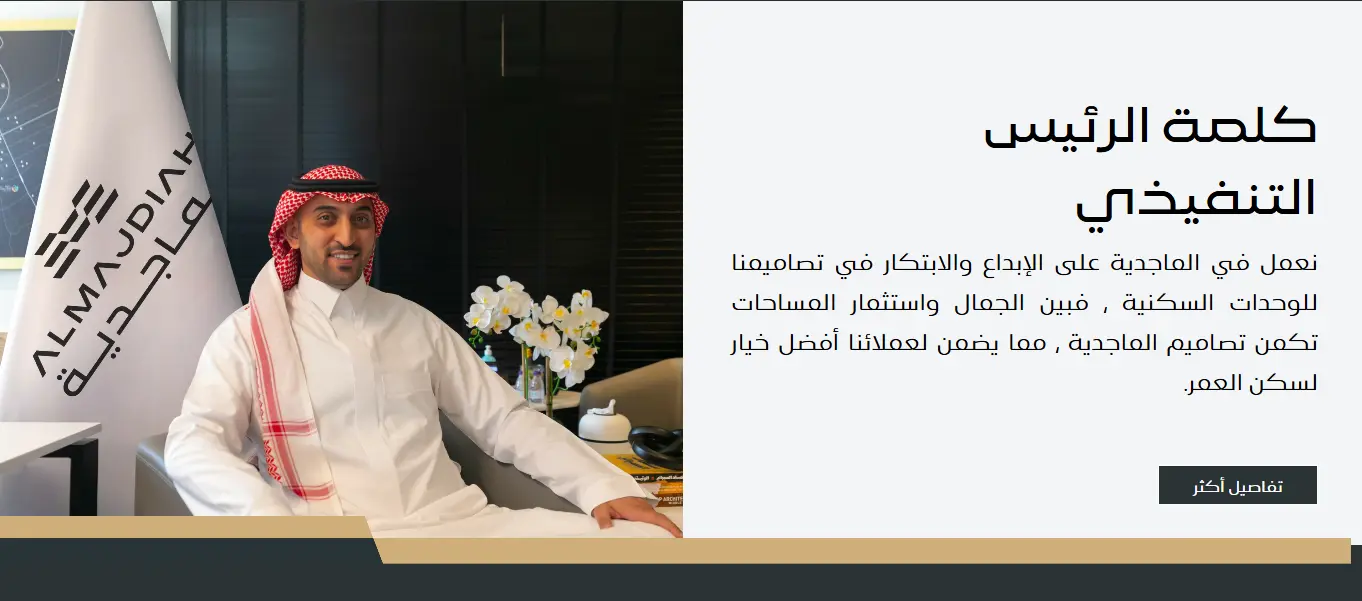 كلمة الرئيس
التنفيذي
نعمل في الماجدية على الإبداع والابتكار في تصاميمنا
للوحدات السكنية , فبين الجمال واستثمار المساحات
تكمن تصاميم الماجدية , مما يضمن لعملائنا أفضل خيار
لسكن العمر.
تفاصيل أكثر
ALMAJDIAH
ماجدية